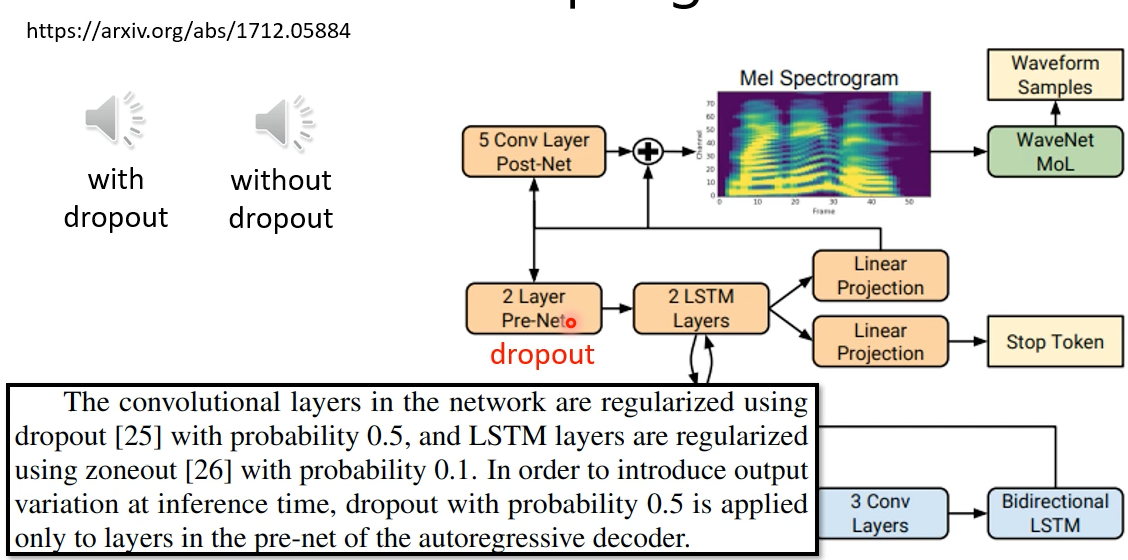 https://arxiv.org/abs/1712.05884
with
dropout
without
dropout
Mel Spectrogram
Waveform
Samples
5 Conv Layer
Post-Net
Channel
70
60
50
40
30
20
10
0
0 10 20 30 40 50
Frame
WaveNet
MoL
2 Layer
Pre-Net
dropout
2 LSTM
Layers
Linear
Projection
Linear
Projection
Stop Token
The convolutional layers in the network are regularized using
dropout [25] with probability 0.5, and LSTM layers are regularized
using zoneout [26] with probability 0.1. In order to introduce output
variation at inference time, dropout with probability 0.5 is applied
only to layers in the pre-net of the autoregressive decoder.
3 Conv
Layers
Bidirectional
LSTM